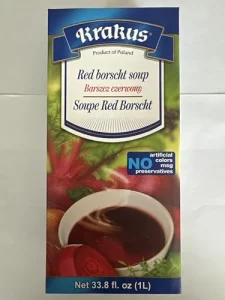 Krakus®
Product of Poland
Red borscht soup
Barszcz czerwony
Soupe Red Borscht
NO artificial
colors
msg
preservatives
Net 33.8 fl. oz (1L)